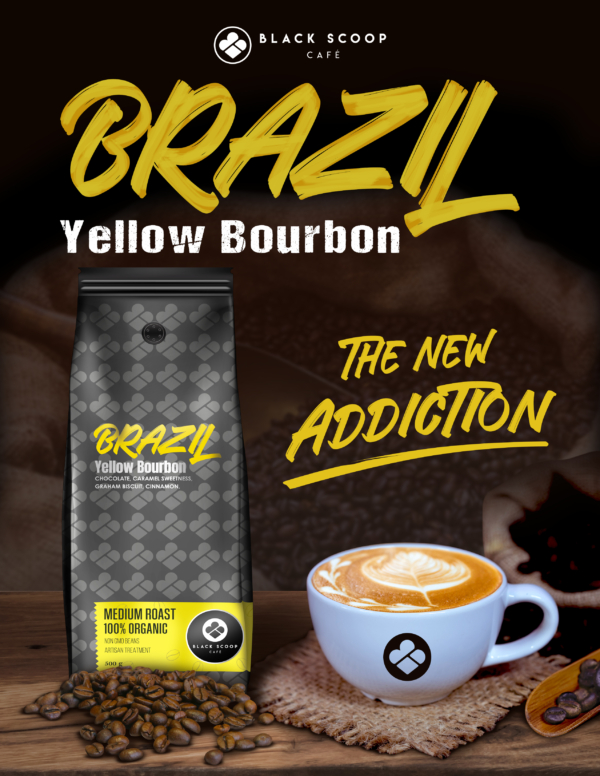 BLACK SCOOP
CAFÉ
BRAZIL
Yellow Bourbon
THE NEW
ADDICTION
BRAZIL
Yellow Bourbon
CHOCOLATE, CARAMEL SWEETNESS,
GRAHAM BISCUIT, CINNAMON.
MEDIUM ROAST
100% ORGANIC
NON GMO BEANS
ARTISAN TREATMENT
500 g
BLACK SCOOP
CAFÉ